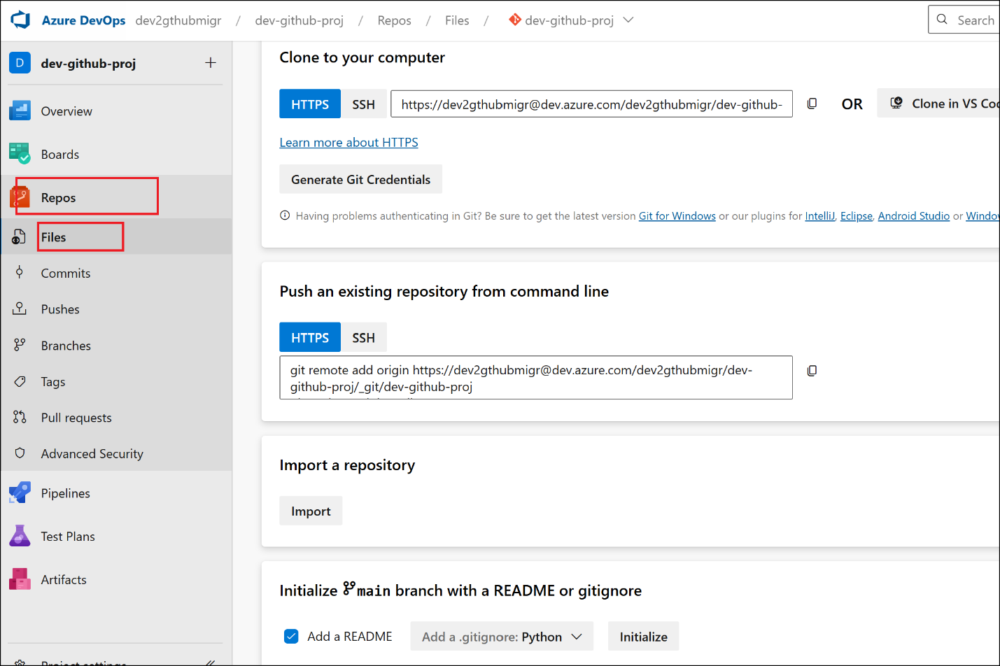 Azure DevOps dev2gthubmigr / dev-github-proj / Repos / Files / dev-github-proj
Search
D dev-github-proj +
Overview
Boards
Repos
Files
Commits
Pushes
Branches
Tags
Pull requests
Advanced Security
Pipelines
Test Plans
Artifacts
Project settings
Clone to your computer
HTTPS SSH https://dev2gthubmigr@dev.azure.com/dev2gthubmigr/dev-github- OR Clone in VS Co
Learn more about HTTPS
Generate Git Credentials
Having problems authenticating in Git? Be sure to get the latest version Git for Windows or our plugins for IntelliJ, Eclipse, Android Studio or Windo
Push an existing repository from command line
HTTPS SSH
git remote add origin https://dev2gthubmigr@dev.azure.com/dev2gthubmigr/dev-
github-proj/_git/dev-github-proj
Import a repository
Import
Initialize main branch with a README or gitignore
Add a README Add a .gitignore: Python Initialize